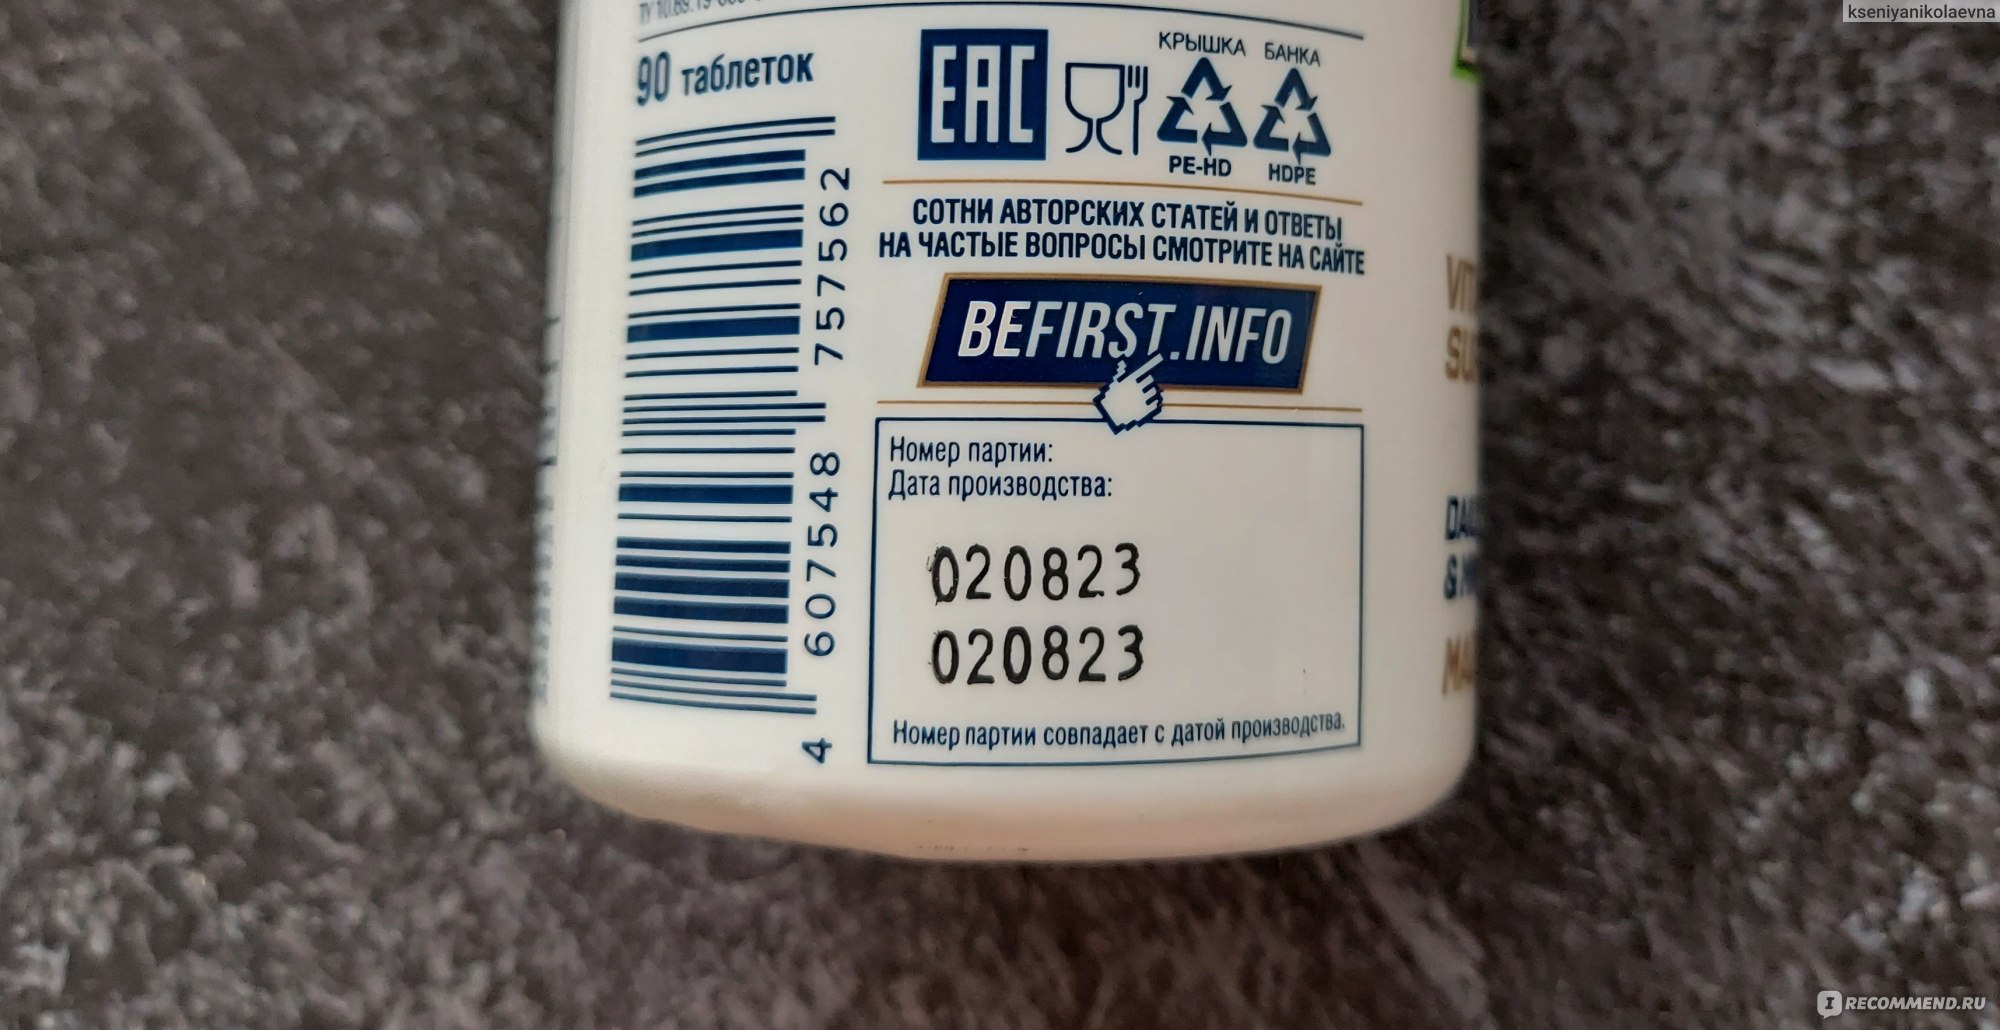 kseniyanikolaevna
90 таблеток
EAC
КРЫШКА БАНКА
PE-HD HDPE
СОТНИ АВТОРСКИХ СТАТЕЙ И ОТВЕТЫ
НА ЧАСТЫЕ ВОПРОСЫ СМОТРИТЕ НА САЙТЕ
BEFIRST.INFO
Номер партии:
Дата производства:
020823
020823
Номер партии совпадает с датой производства.
4 607548 757562
IRECOMMEND.RU